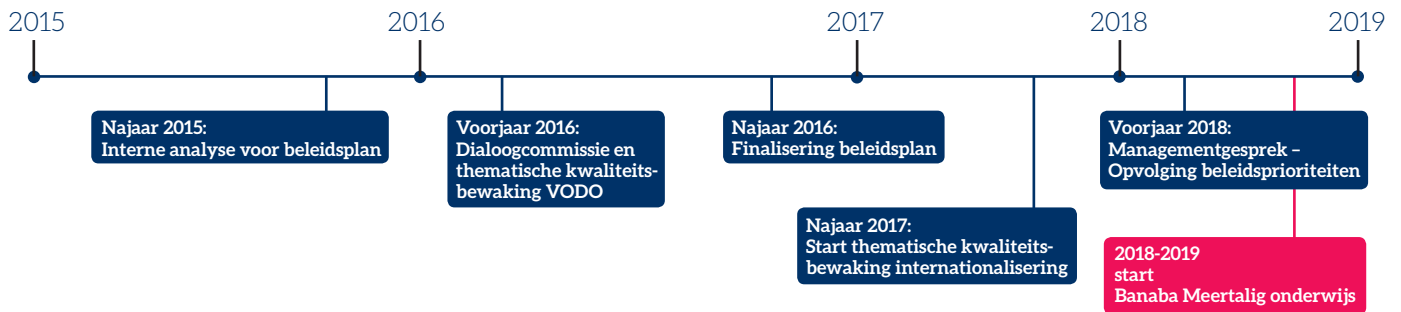 2015
2016
2017
2018
2019
Najaar 2015:
Interne analyse voor beleidsplan
Voorjaar 2016:
Dialoogcommissie en
thematische kwaliteits-
bewaking VODO
Najaar 2016:
Finalisering beleidsplan
Najaar 2017:
Start thematische kwaliteits-
bewaking internationalisering
Voorjaar 2018:
Managementgesprek –
Opvolging beleidsprioriteiten
2018-2019
start
Banaba Meertalig onderwijs